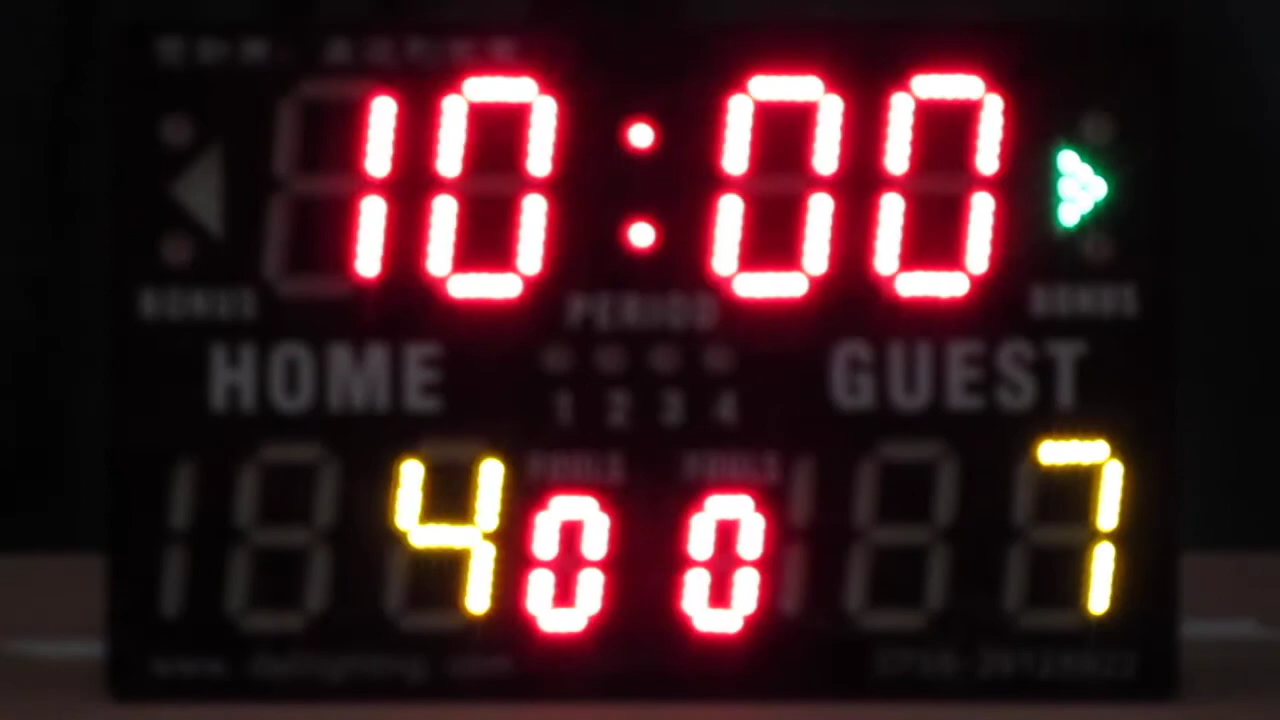 10:00
BONUS PERIOD BONUS
HOME GUEST
1 2 3 4
FOULS FOULS
4 0 0 7